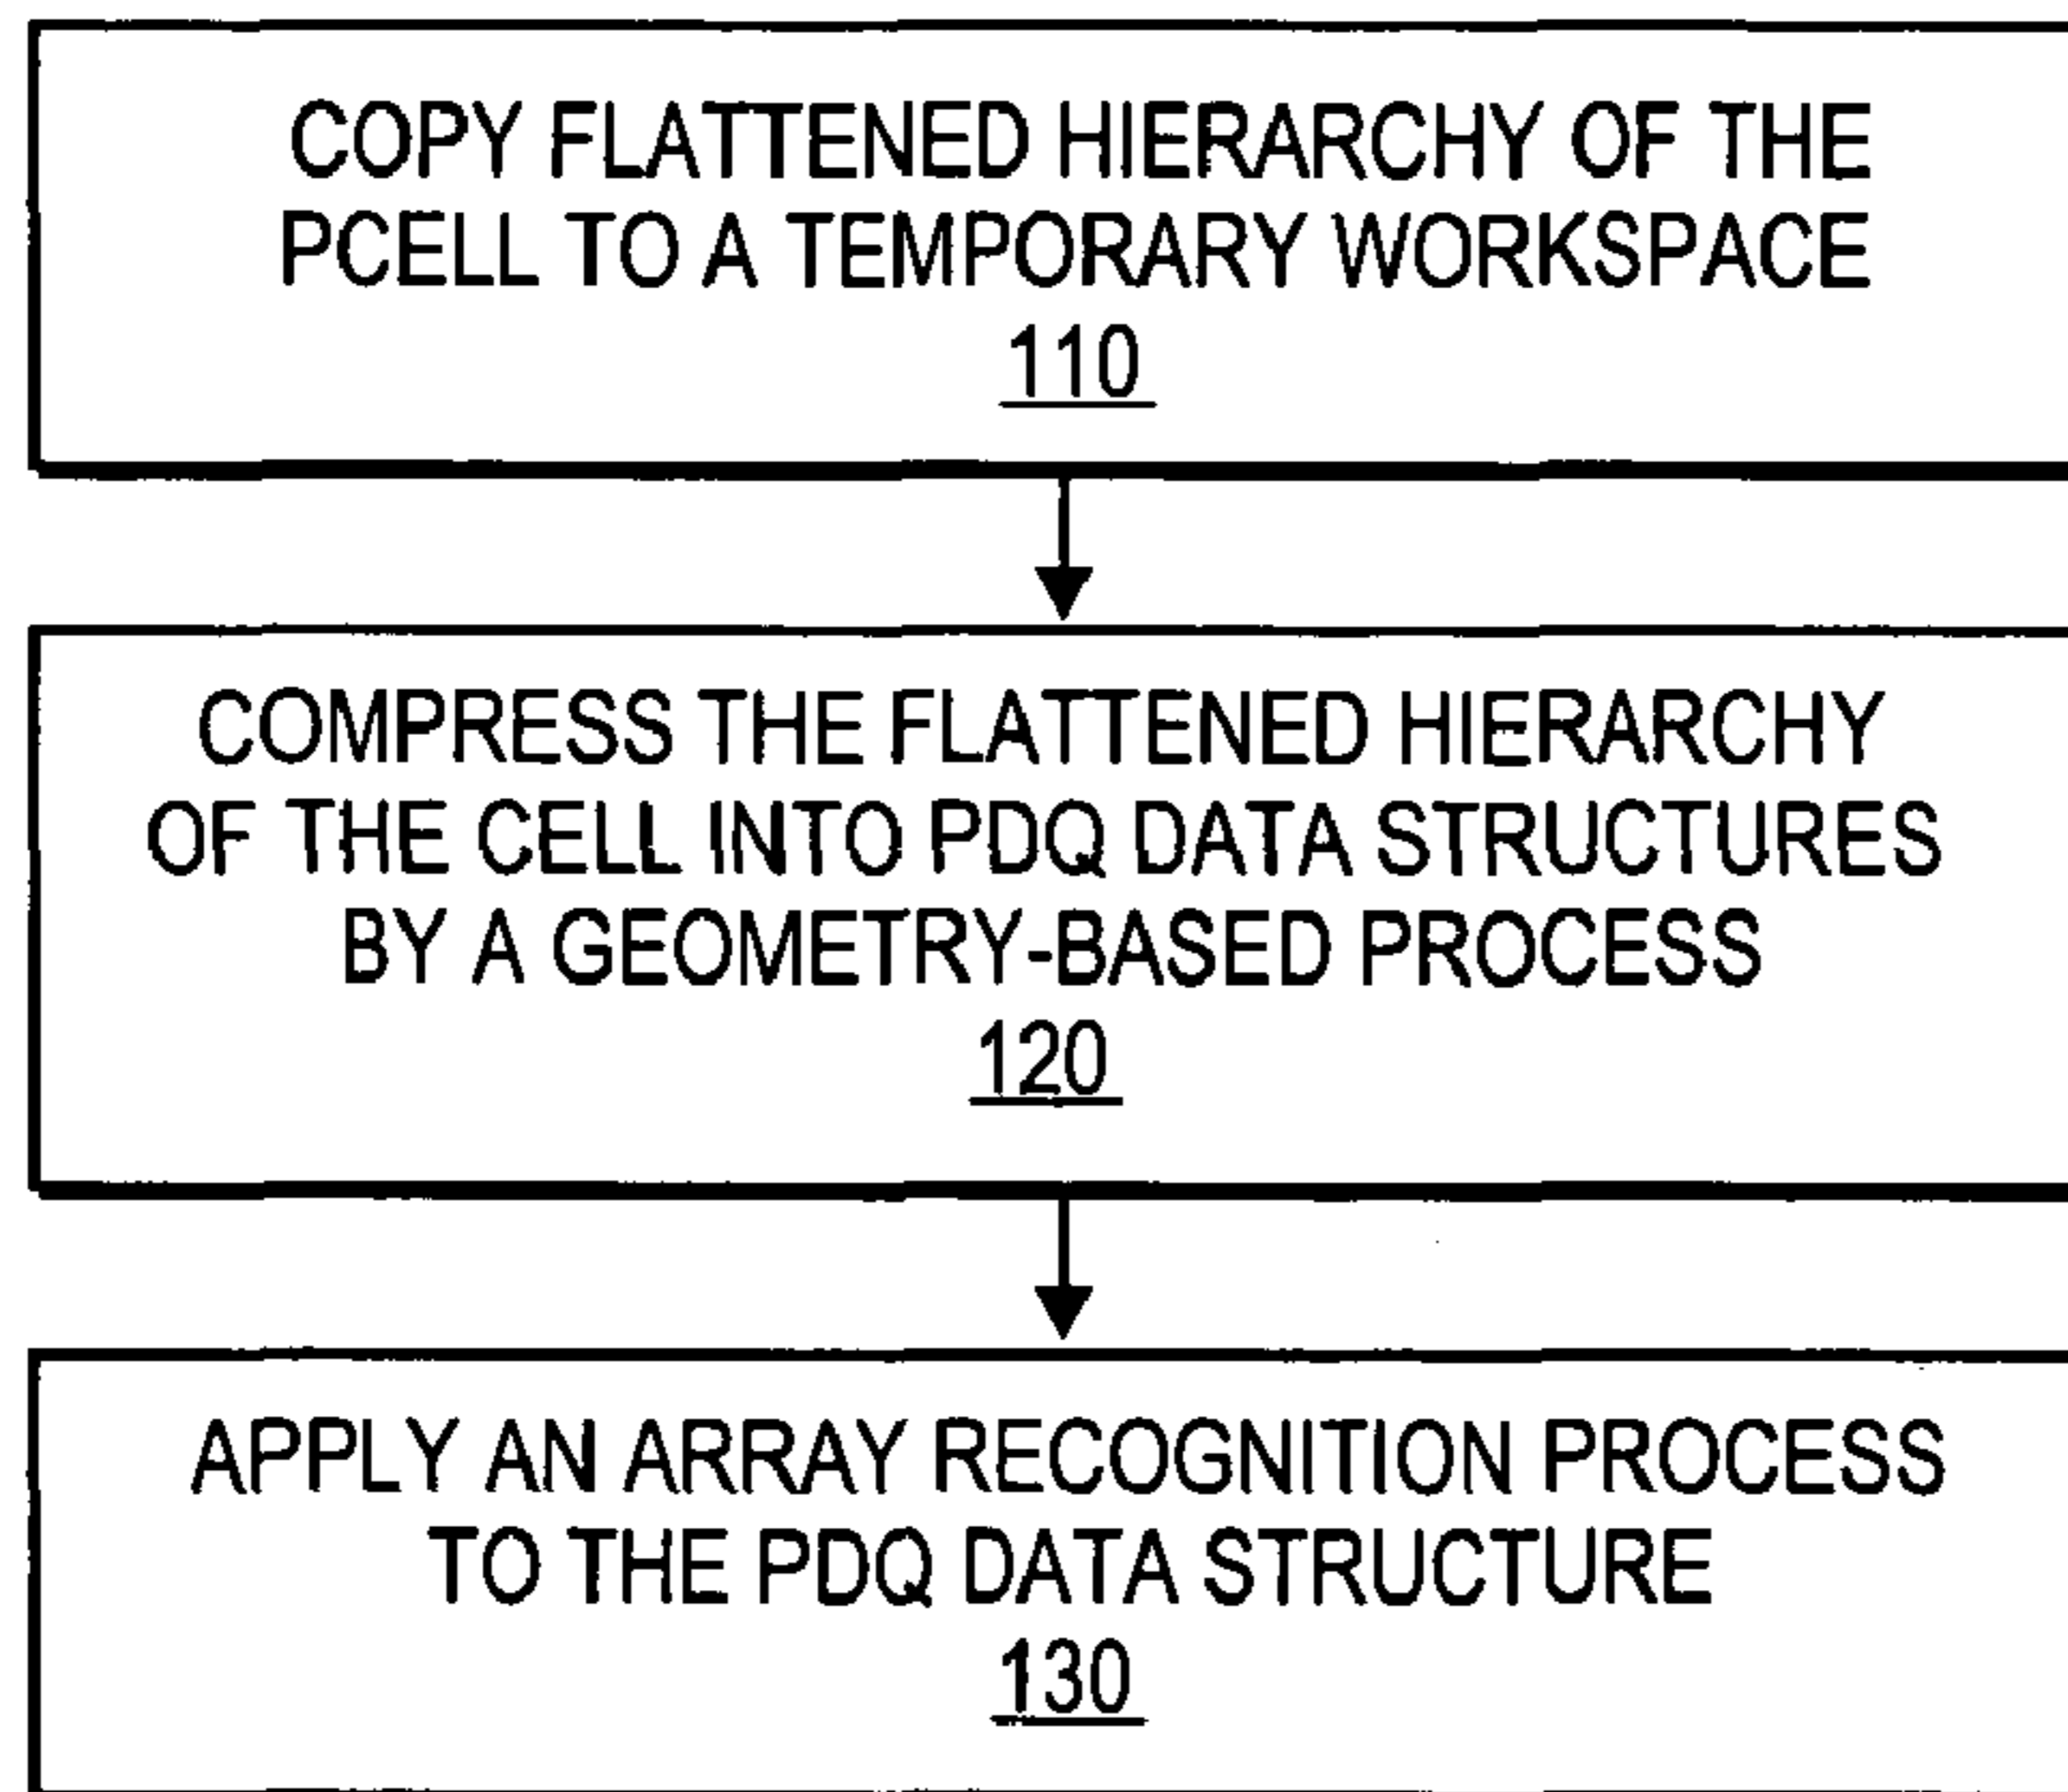 COPY FLATTENED HIERARCHY OF THE
PCELL TO A TEMPORARY WORKSPACE
110
COMPRESS THE FLATTENED HIERARCHY
OF THE CELL INTO PDQ DATA STRUCTURES
BY A GEOMETRY-BASED PROCESS
120
APPLY AN ARRAY RECOGNITION PROCESS
TO THE PDQ DATA STRUCTURE
130